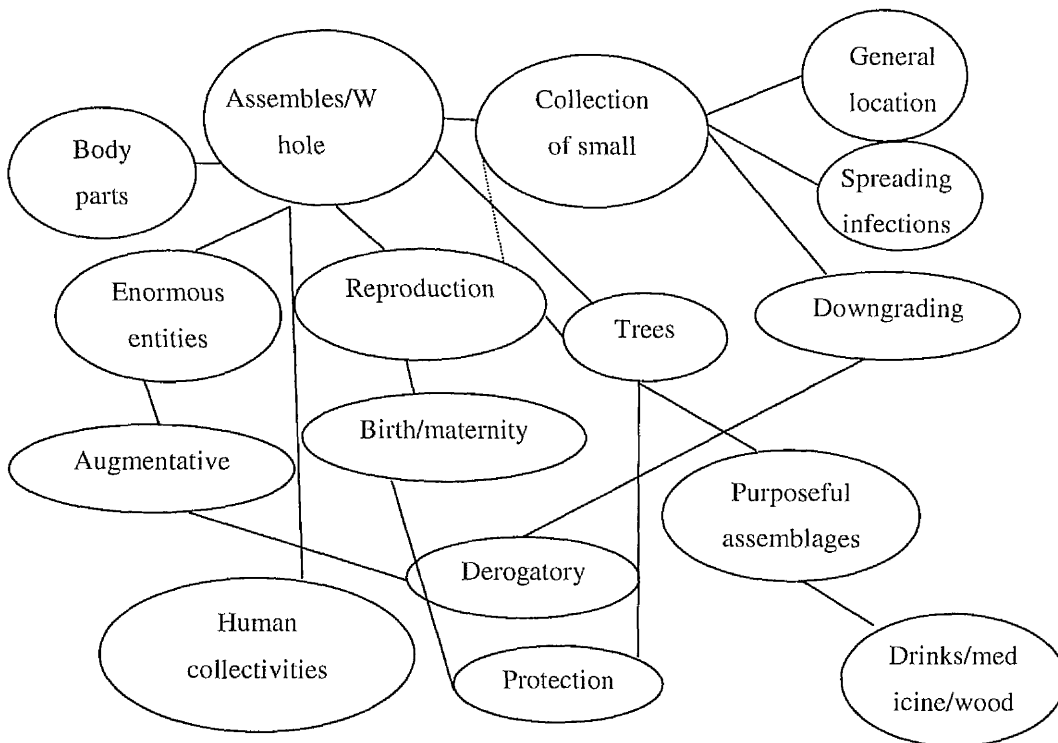 General
location
Assembles/W
hole
Collection
of small
Body
parts
Spreading
infections
Enormous
entities
Reproduction
Trees
Downgrading
Birth/maternity
Augmentative
Purposeful
assemblages
Derogatory
Human
collectivities
Protection
Drinks/med
icine/wood